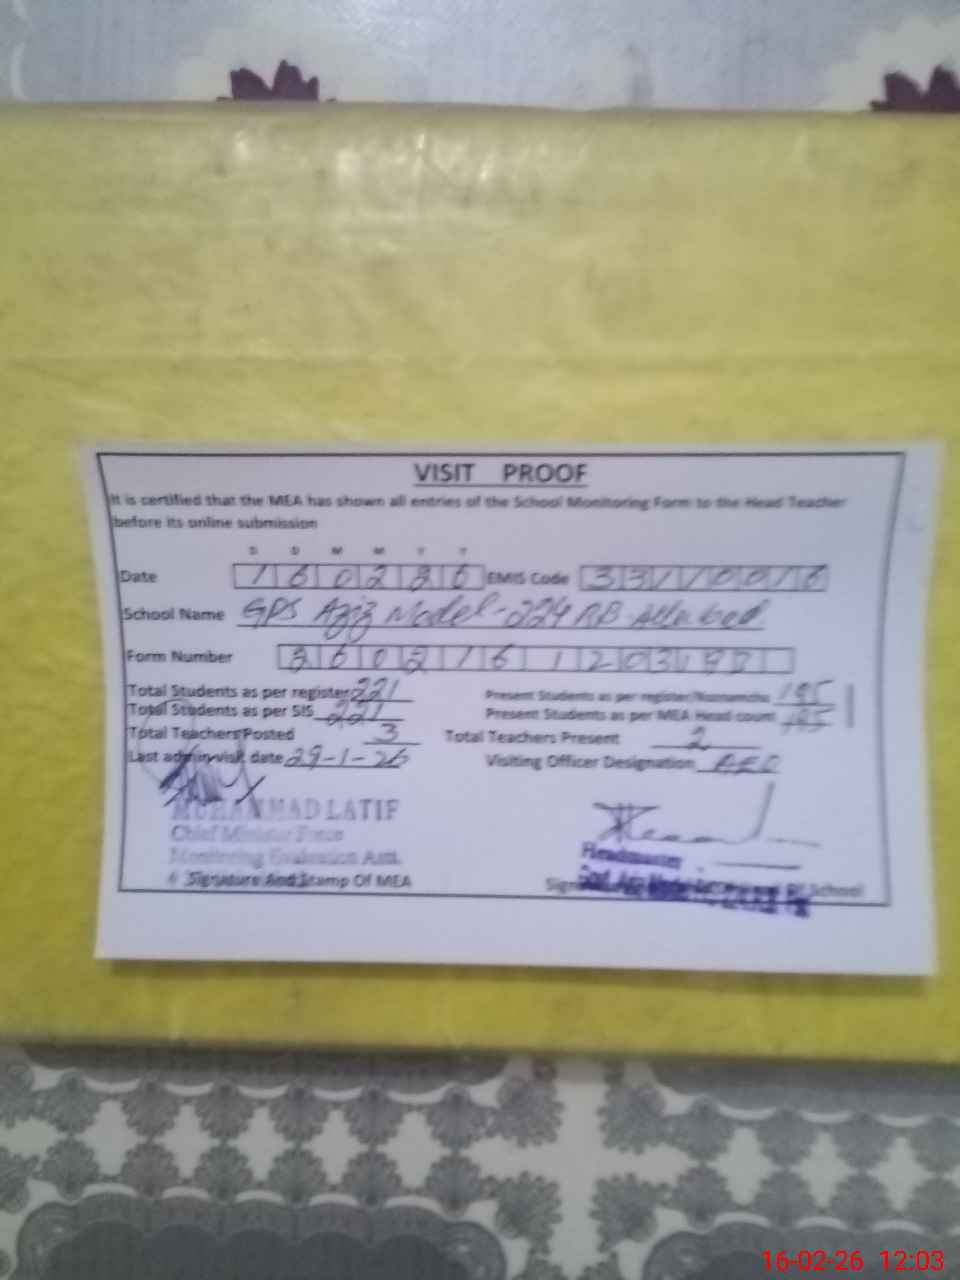 VISIT PROOF
It is certified that the MEA has shown all entries of the School Monitoring Form to the Head Teacher
before its online submission
D D M M Y Y
Date 1 6 0 2 2 6 EMIS Code 3 3 1 1 0 0 1 6
School Name GPS Aziz Model-224 RB
Form Number
Total Students as per register 221 Present Students as per register/
Total Students as per SIS 221 Present Students as per MEA Head count
Total Teachers Posted 3 Total Teachers Present 2
Last admin visit date 29-1-26 Visiting Officer Designation AEO
MUHAMMAD LATIF
Chief Minister Force
Monitoring Evaluation Astt.
Signature And Stamp Of MEA
Headmaster
Of School
16-02-26 12:03